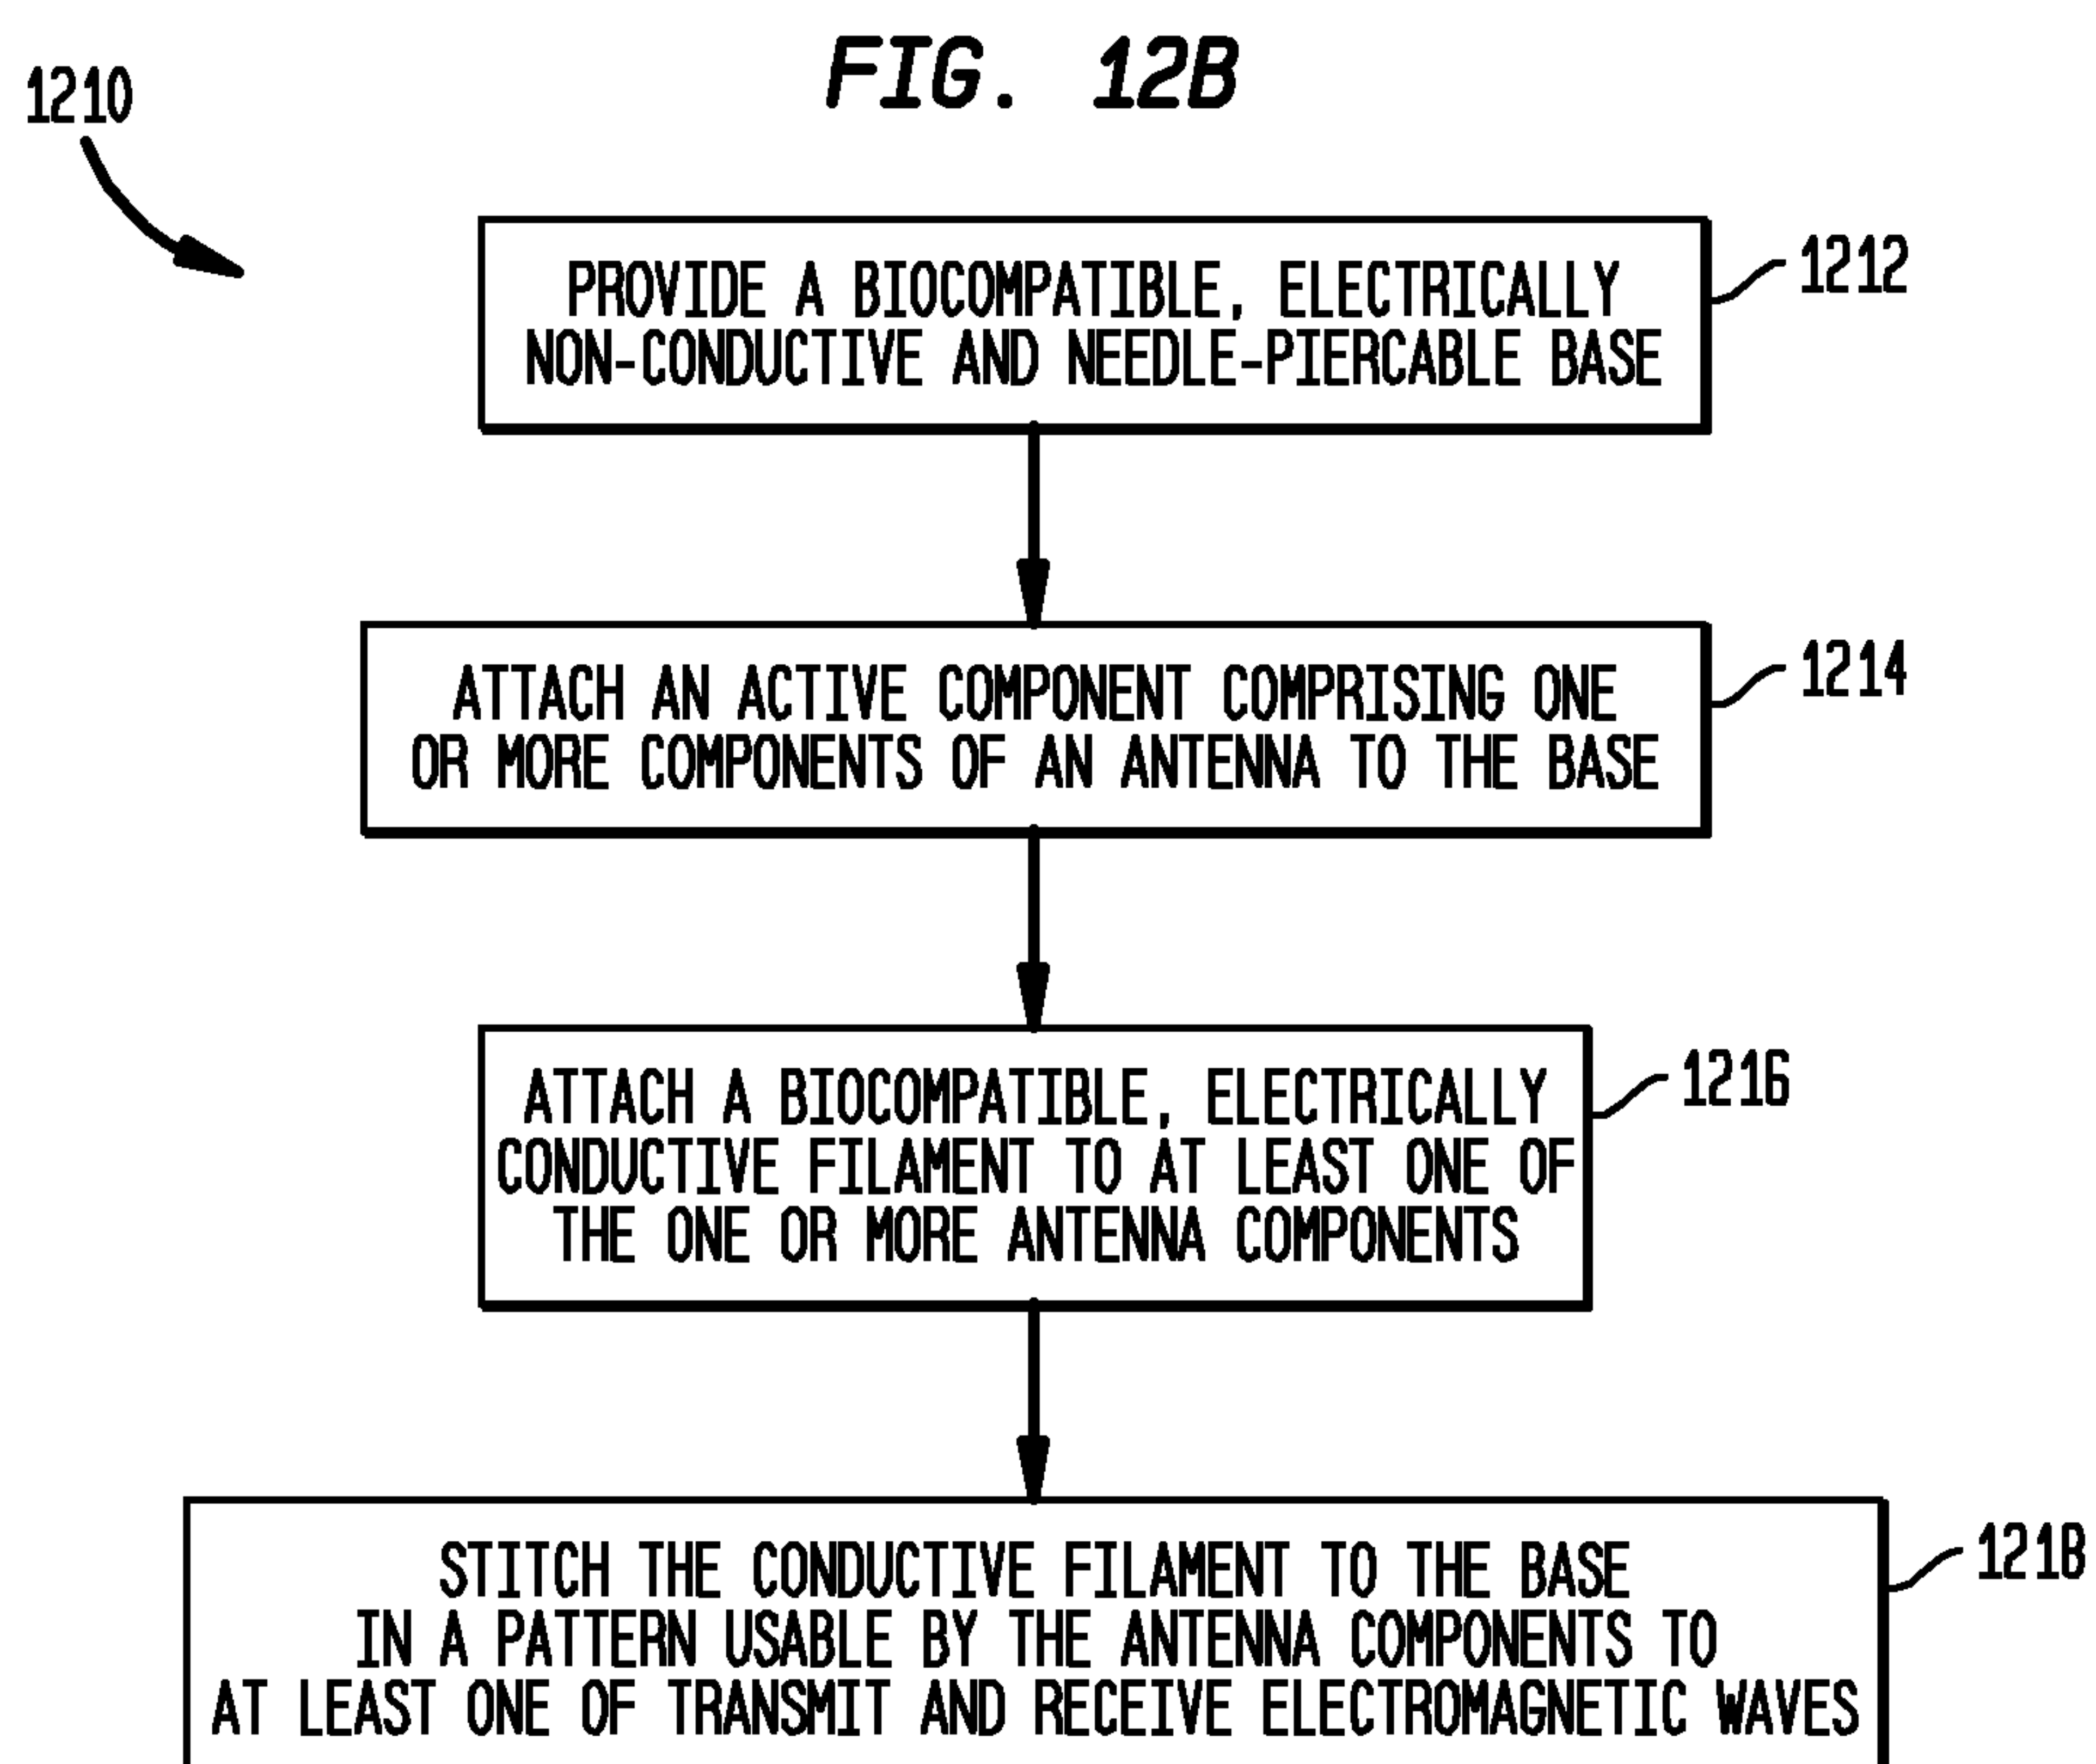 FIG. 12B
1210
PROVIDE A BIOCOMPATIBLE, ELECTRICALLY
NON-CONDUCTIVE AND NEEDLE-PIERCABLE BASE
1212
ATTACH AN ACTIVE COMPONENT COMPRISING ONE
OR MORE COMPONENTS OF AN ANTENNA TO THE BASE
1214
ATTACH A BIOCOMPATIBLE, ELECTRICALLY
CONDUCTIVE FILAMENT TO AT LEAST ONE OF
THE ONE OR MORE ANTENNA COMPONENTS
1216
STITCH THE CONDUCTIVE FILAMENT TO THE BASE
IN A PATTERN USABLE BY THE ANTENNA COMPONENTS TO
AT LEAST ONE OF TRANSMIT AND RECEIVE ELECTROMAGNETIC WAVES
1218